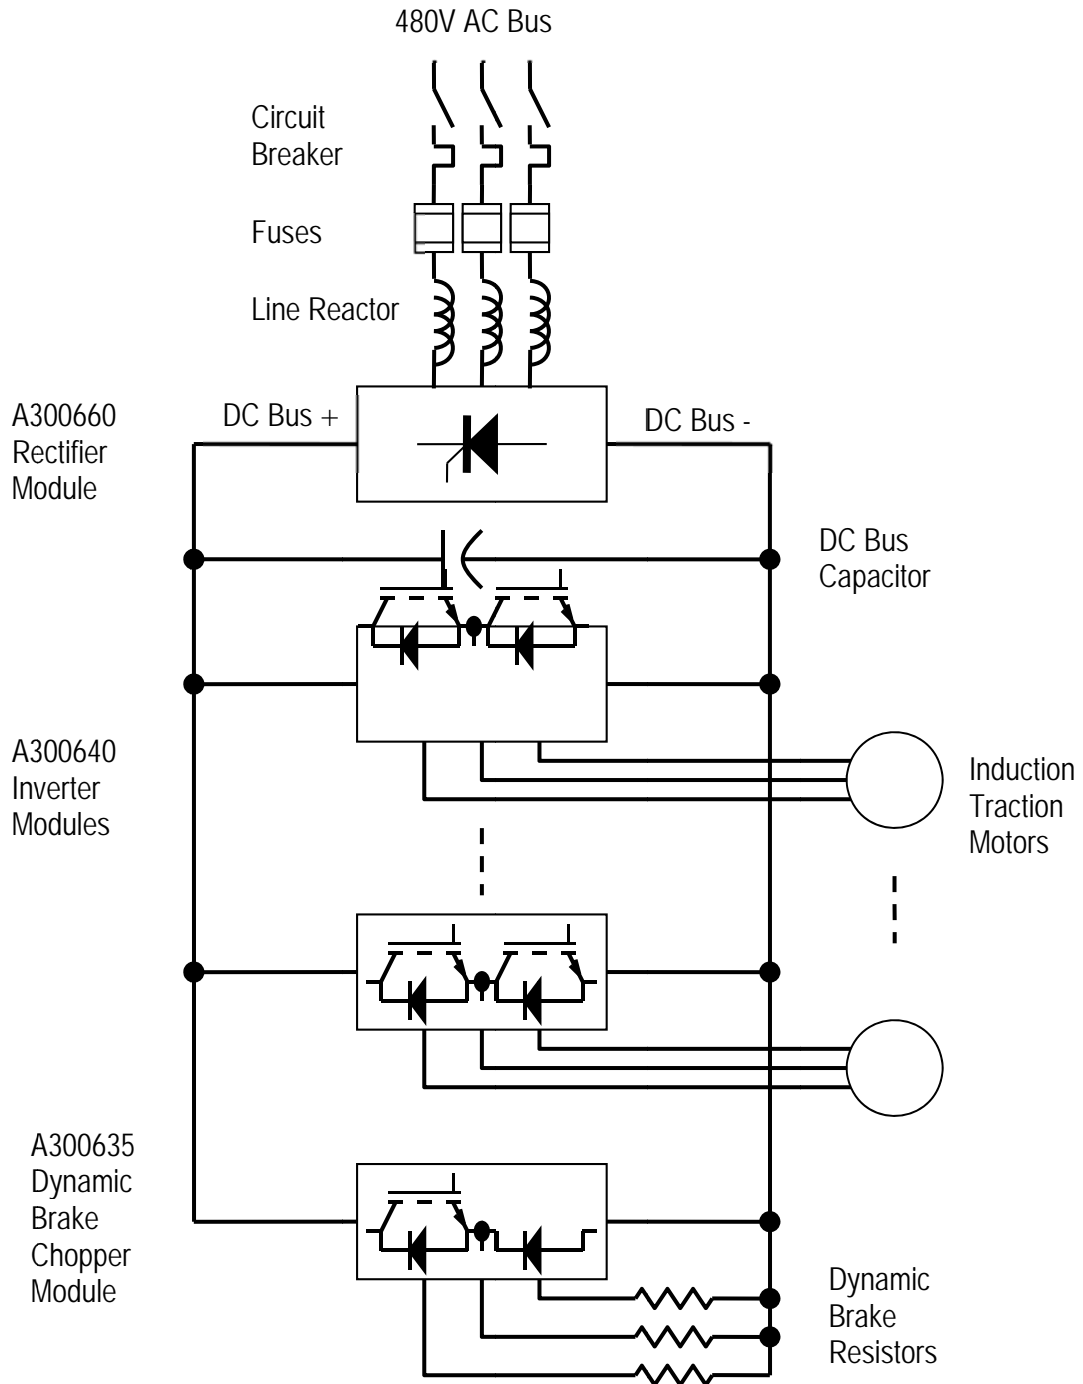 480V AC Bus
Circuit
Breaker
Fuses
Line Reactor
A300660
Rectifier
Module
DC Bus +
DC Bus -
DC Bus
Capacitor
A300640
Inverter
Modules
Induction
Traction
Motors
A300635
Dynamic
Brake
Chopper
Module
Dynamic
Brake
Resistors